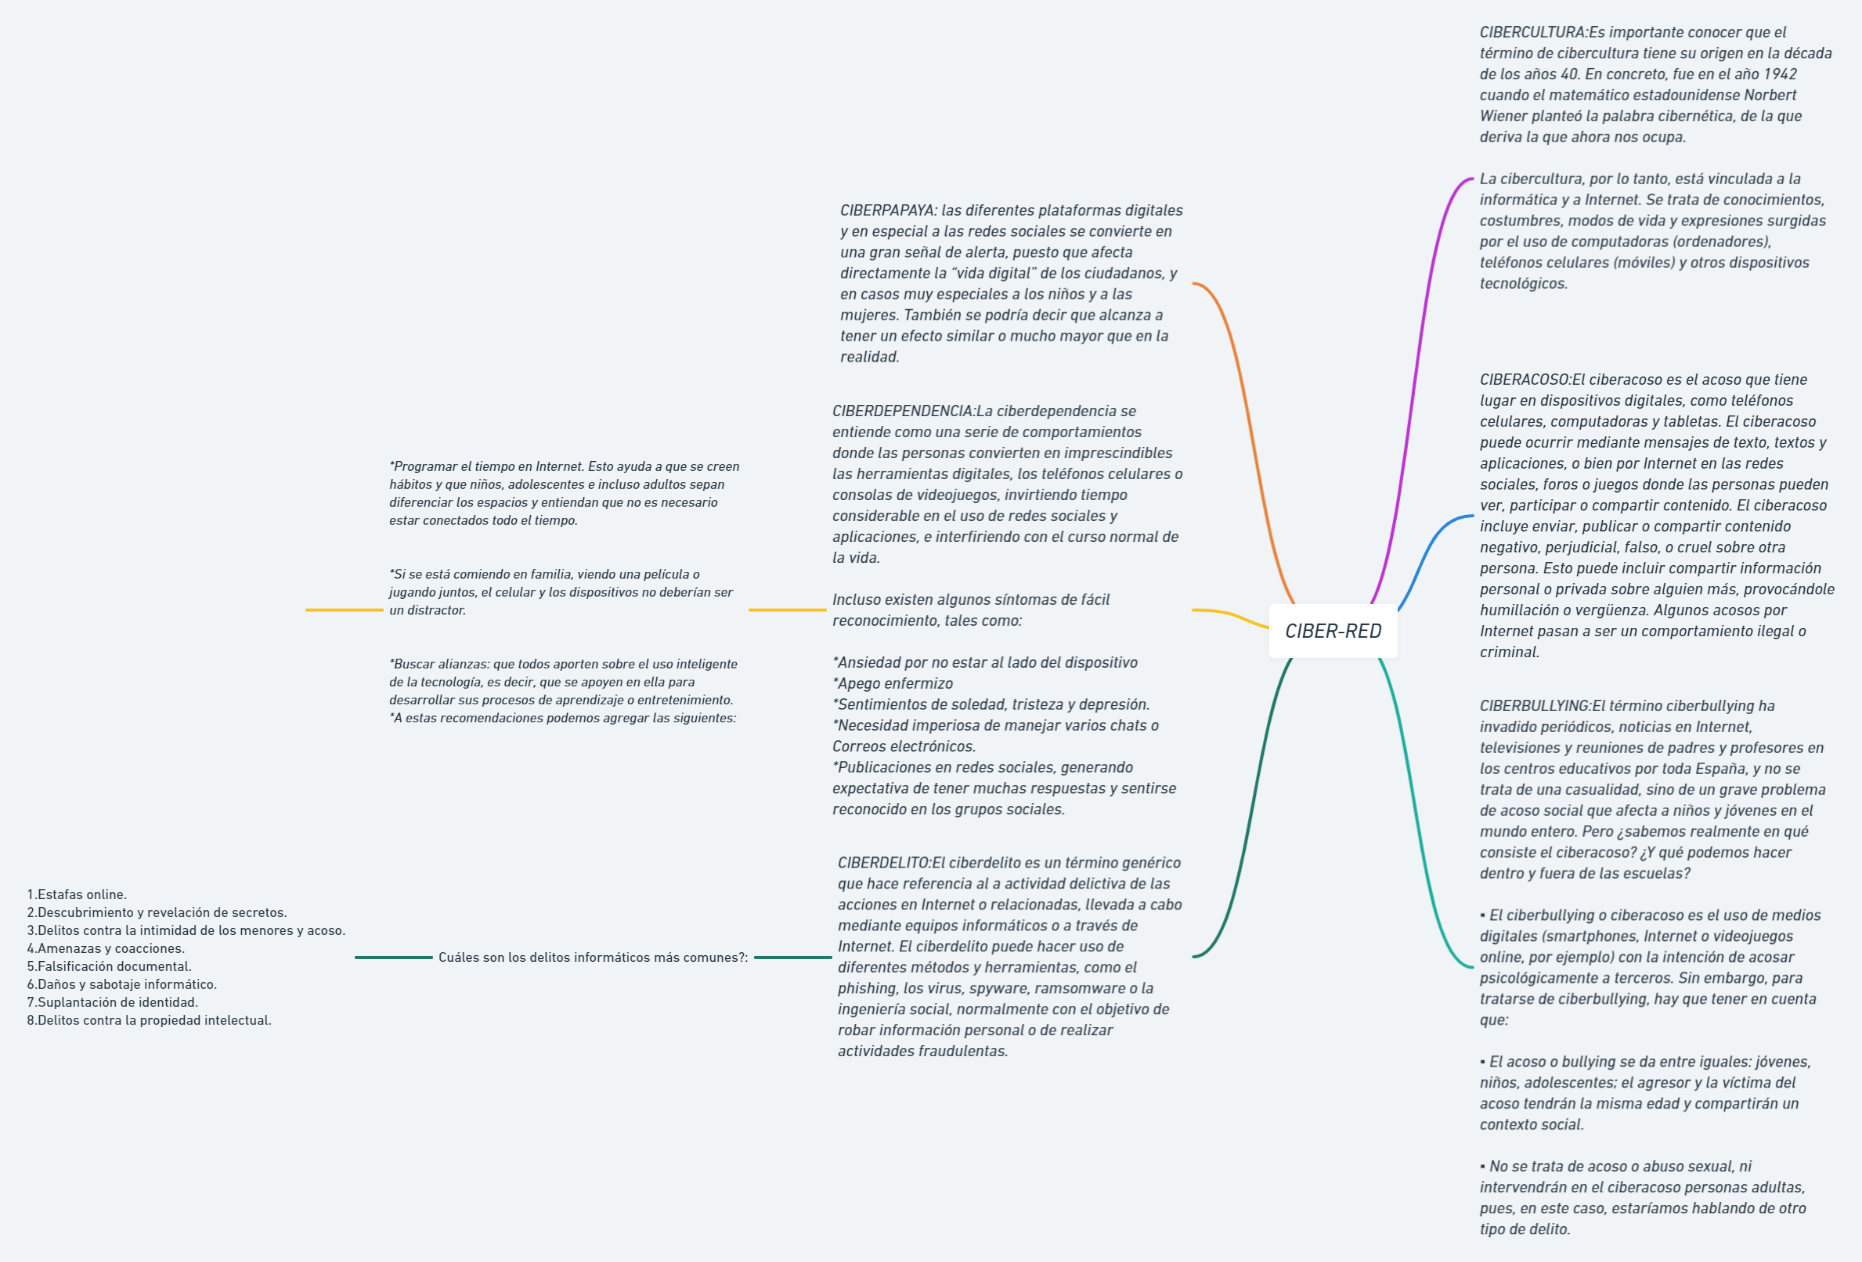 CIBER-RED
CIBERCULTURA:Es importante conocer que el
término de cibercultura tiene su origen en la década
de los años 40. En concreto, fue en el año 1942
cuando el matemático estadounidense Norbert
Wiener planteó la palabra cibernética, de la que
deriva la que ahora nos ocupa.
La cibercultura, por lo tanto, está vinculada a la
informática y a Internet. Se trata de conocimientos,
costumbres, modos de vida y expresiones surgidas
por el uso de computadoras (ordenadores),
teléfonos celulares (móviles) y otros dispositivos
tecnológicos.
CIBERACOSO:El ciberacoso es el acoso que tiene
lugar en dispositivos digitales, como teléfonos
celulares, computadoras y tabletas. El ciberacoso
puede ocurrir mediante mensajes de texto, textos y
aplicaciones, o bien por Internet en las redes
sociales, foros o juegos donde las personas pueden
ver, participar o compartir contenido. El ciberacoso
incluye enviar, publicar o compartir contenido
negativo, perjudicial, falso, o cruel sobre otra
persona. Esto puede incluir compartir información
personal o privada sobre alguien más, provocándole
humillación o vergüenza. Algunos acosos por
Internet pasan a ser un comportamiento ilegal o
criminal.
CIBERBULLYING:El término ciberbullying ha
invadido periódicos, noticias en Internet,
televisiones y reuniones de padres y profesores en
los centros educativos por toda España, y no se
trata de una casualidad, sino de un grave problema
de acoso social que afecta a niños y jóvenes en el
mundo entero. Pero ¿sabemos realmente en qué
consiste el ciberacoso? ¿Y qué podemos hacer
dentro y fuera de las escuelas?
▪ El ciberbullying o ciberacoso es el uso de medios
digitales (smartphones, Internet o videojuegos
online, por ejemplo) con la intención de acosar
psicológicamente a terceros. Sin embargo, para
tratarse de ciberbullying, hay que tener en cuenta
que:
▪ El acoso o bullying se da entre iguales: jóvenes,
niños, adolescentes; el agresor y la víctima del
acoso tendrán la misma edad y compartirán un
contexto social.
▪ No se trata de acoso o abuso sexual, ni
intervendrán en el ciberacoso personas adultas,
pues, en este caso, estaríamos hablando de otro
tipo de delito.
CIBERPAPAYA: las diferentes plataformas digitales
y en especial a las redes sociales se convierte en
una gran señal de alerta, puesto que afecta
directamente la “vida digital” de los ciudadanos, y
en casos muy especiales a los niños y a las
mujeres. También se podría decir que alcanza a
tener un efecto similar o mucho mayor que en la
realidad.
CIBERDEPENDENCIA:La ciberdependencia se
entiende como una serie de comportamientos
donde las personas convierten en imprescindibles
las herramientas digitales, los teléfonos celulares o
consolas de videojuegos, invirtiendo tiempo
considerable en el uso de redes sociales y
aplicaciones, e interfiriendo con el curso normal de
la vida.
Incluso existen algunos síntomas de fácil
reconocimiento, tales como:
*Ansiedad por no estar al lado del dispositivo
*Apego enfermizo
*Sentimientos de soledad, tristeza y depresión.
*Necesidad imperiosa de manejar varios chats o
Correos electrónicos.
*Publicaciones en redes sociales, generando
expectativa de tener muchas respuestas y sentirse
reconocido en los grupos sociales.
*Programar el tiempo en Internet. Esto ayuda a que se creen
hábitos y que niños, adolescentes e incluso adultos sepan
diferenciar los espacios y entiendan que no es necesario
estar conectados todo el tiempo.
*Si se está comiendo en familia, viendo una película o
jugando juntos, el celular y los dispositivos no deberían ser
un distractor.
*Buscar alianzas: que todos aporten sobre el uso inteligente
de la tecnología, es decir, que se apoyen en ella para
desarrollar sus procesos de aprendizaje o entretenimiento.
*A estas recomendaciones podemos agregar las siguientes:
CIBERDELITO:El ciberdelito es un término genérico
que hace referencia al a actividad delictiva de las
acciones en Internet o relacionadas, llevada a cabo
mediante equipos informáticos o a través de
Internet. El ciberdelito puede hacer uso de
diferentes métodos y herramientas, como el
phishing, los virus, spyware, ramsomware o la
ingeniería social, normalmente con el objetivo de
robar información personal o de realizar
actividades fraudulentas.
Cuáles son los delitos informáticos más comunes?:
1.Estafas online.
2.Descubrimiento y revelación de secretos.
3.Delitos contra la intimidad de los menores y acoso.
4.Amenazas y coacciones.
5.Falsificación documental.
6.Daños y sabotaje informático.
7.Suplantación de identidad.
8.Delitos contra la propiedad intelectual.